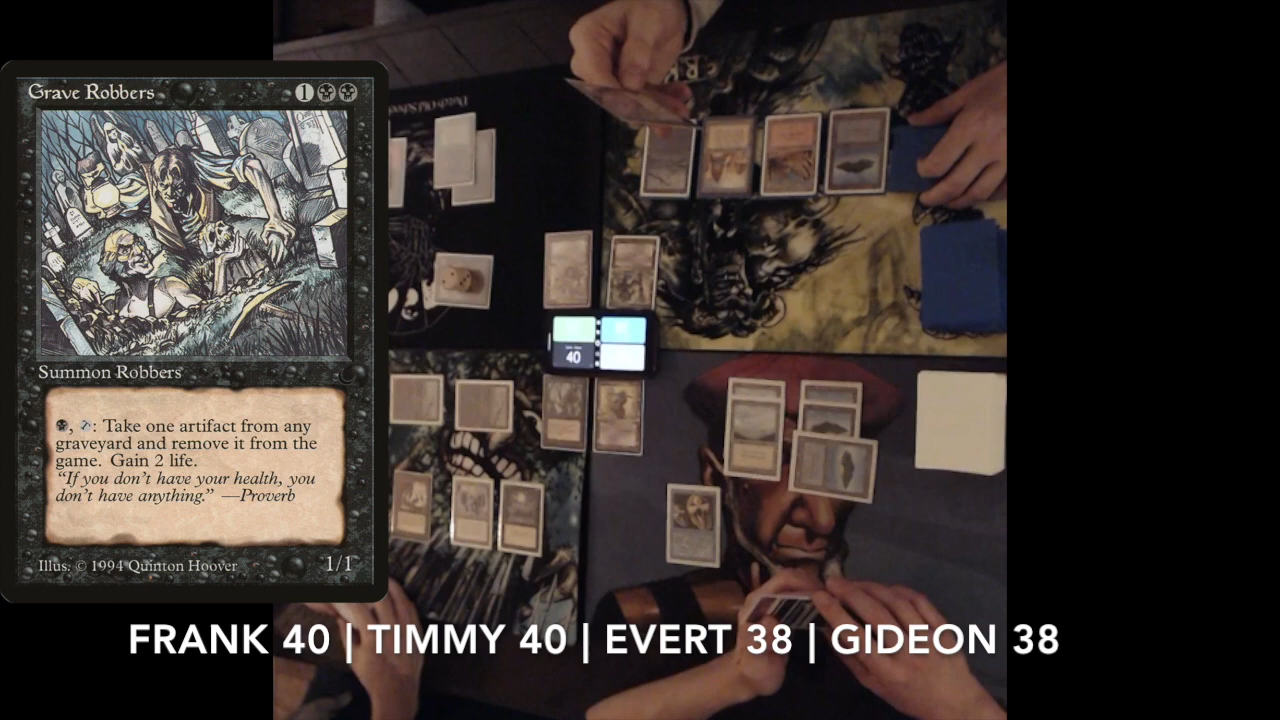 Grave Robbers 1
Summon Robbers
, : Take one artifact from any
graveyard and remove it from the
game. Gain 2 life.
"If you don't have your health, you
don't have anything." —Proverb
Illus. © 1994 Quinton Hoover 1/1
40
FRANK 40 | TIMMY 40 | EVERT 38 | GIDEON 38